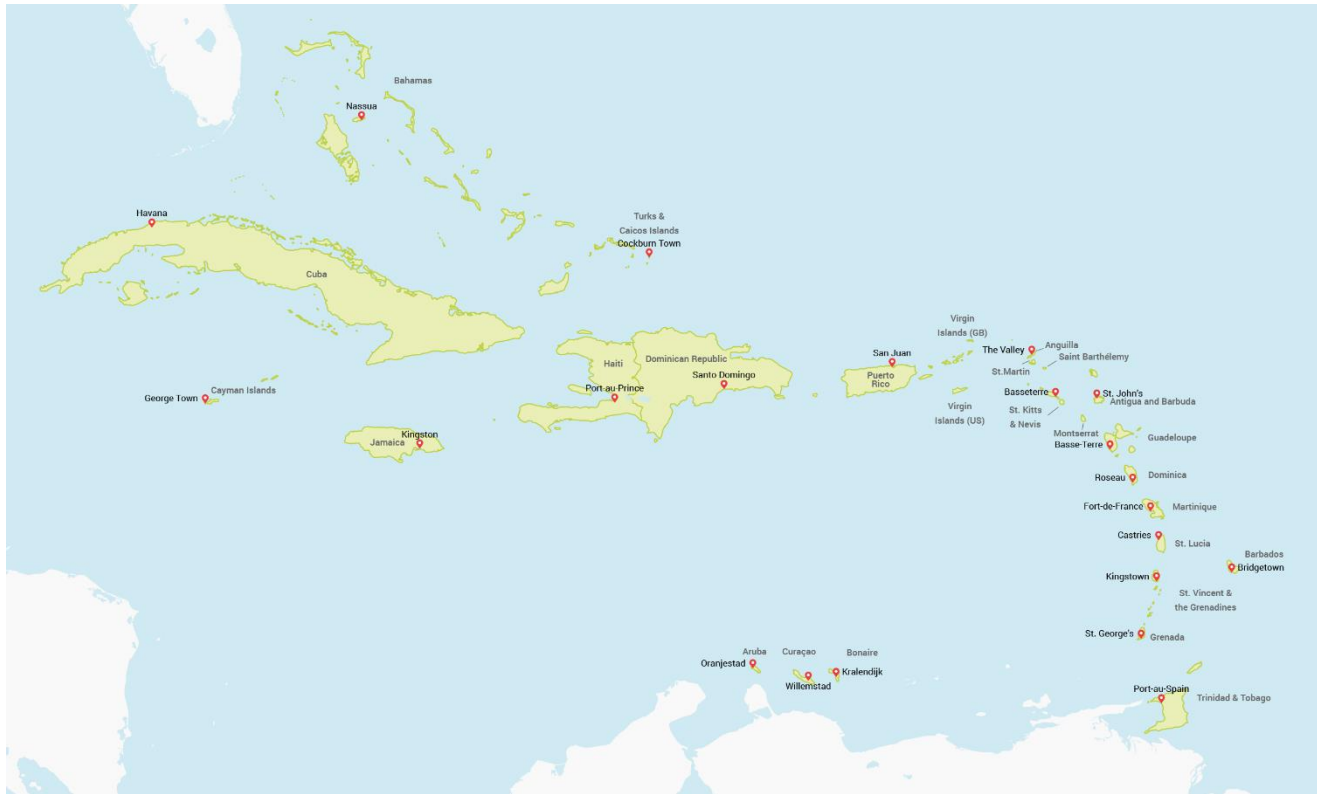 Bahamas
Nassua
Havana
Turks &
Caicos Islands
Cockburn Town
Cuba
Virgin
Islands (GB)
Anguilla
The Valley
Saint Barthélemy
San Juan
Haiti
Dominican Republic
St.Martin
Puerto
Rico
Santo Domingo
Port-au-Prince
Cayman Islands
George Town
Basseterre
St. John's
Antigua and Barbuda
Virgin
Islands (US)
St. Kitts
& Nevis
Montserrat
Kingston
Jamaica
Guadeloupe
Basse-Terre
Roseau
Dominica
Fort-de-France
Martinique
Castries
St. Lucia
Barbados
Bridgetown
Kingstown
St. Vincent &
the Grenadines
St. George's
Grenada
Aruba
Curaçao
Bonaire
Oranjestad
Kralendijk
Willemstad
Port-au-Spain
Trinidad & Tobago